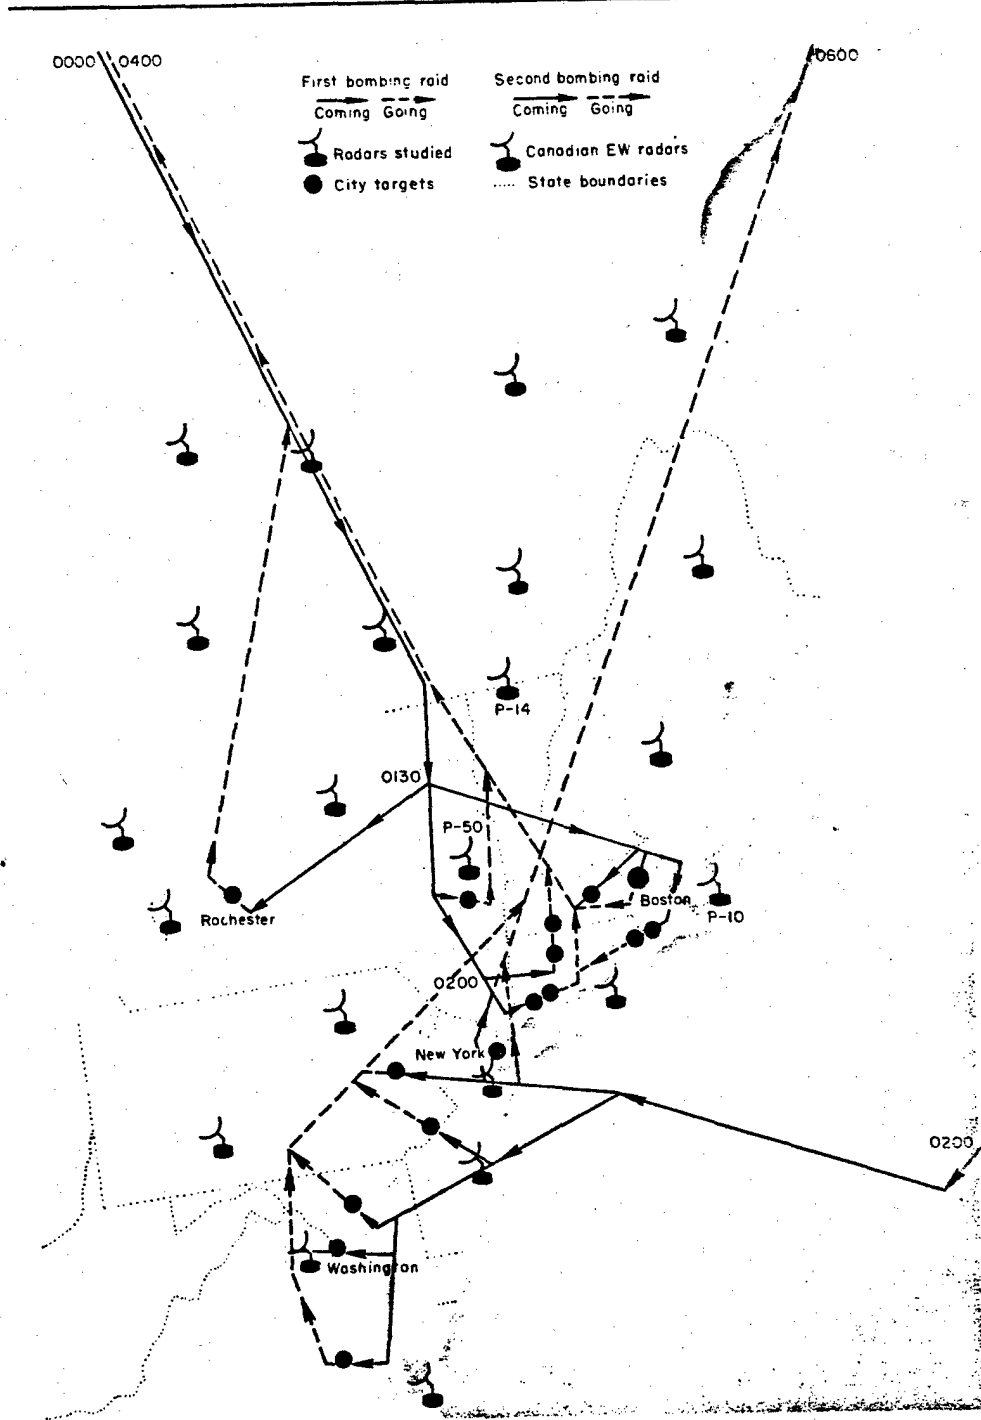 0000 0400
0600
First bombing raid
Coming Going
Second bombing raid
Coming Going
Radars studied
Canadian EW radars
City targets
State boundaries
P-14
0130
P-50
Rochester
Boston
P-10
0200
New York
0200
Washington